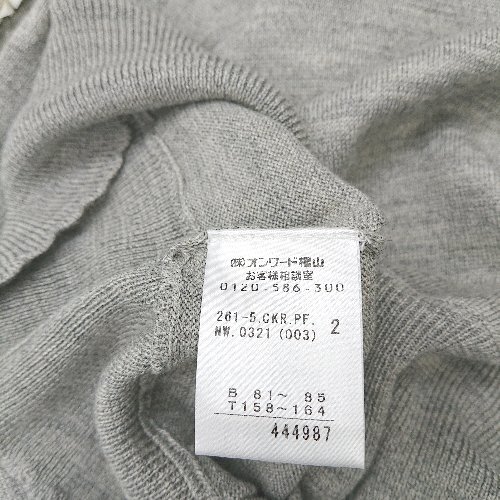 ㈱オンワード樫山
お客様相談室
0120-586-300
261-5.CKR.PF. 2
NW.0321(003)
B 81~ 85
T158~164
444987